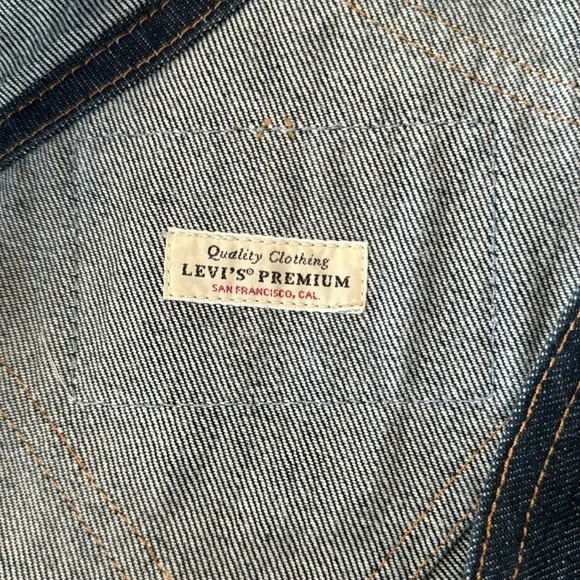 Quality Clothing
LEVI'S® PREMIUM
SAN FRANCISCO, CAL.